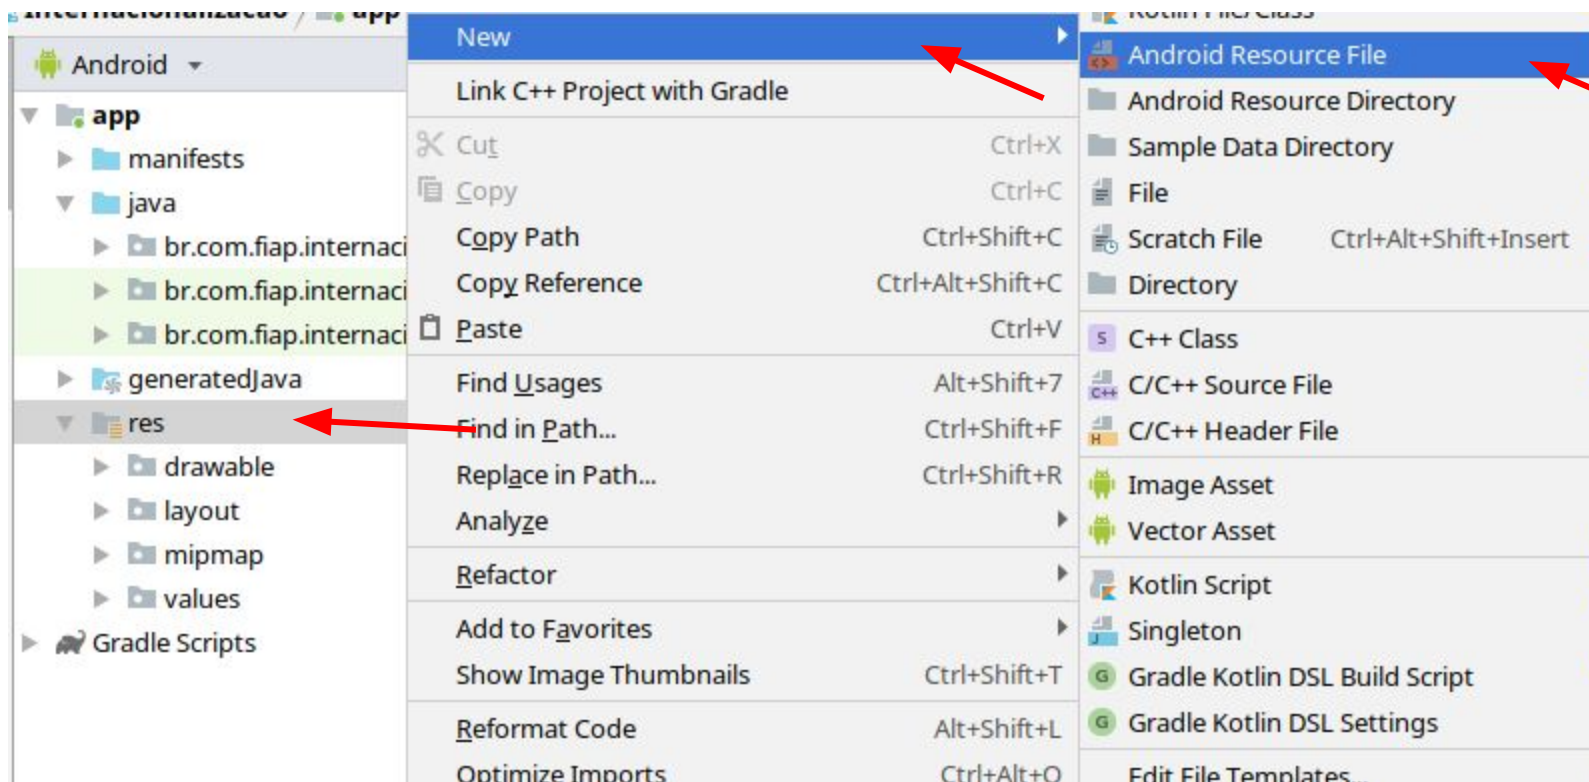 Internacionalizacao app
Android
app
manifests
java
br.com.fiap.internaci
br.com.fiap.internaci
br.com.fiap.internaci
generatedJava
res
drawable
layout
mipmap
values
Gradle Scripts
New
Link C++ Project with Gradle
Cut Ctrl+X
Copy Ctrl+C
Copy Path Ctrl+Shift+C
Copy Reference Ctrl+Alt+Shift+C
Paste Ctrl+V
Find Usages Alt+Shift+7
Find in Path... Ctrl+Shift+F
Replace in Path... Ctrl+Shift+R
Analyze
Refactor
Add to Favorites
Show Image Thumbnails Ctrl+Shift+T
Reformat Code Alt+Shift+L
Optimize Imports Ctrl+Alt+O
Kotlin File/Class
Android Resource File
Android Resource Directory
Sample Data Directory
File
Scratch File Ctrl+Alt+Shift+Insert
Directory
S C++ Class
C++ C/C++ Source File
H C/C++ Header File
Image Asset
Vector Asset
Kotlin Script
J Singleton
G Gradle Kotlin DSL Build Script
G Gradle Kotlin DSL Settings
Edit File Templates...